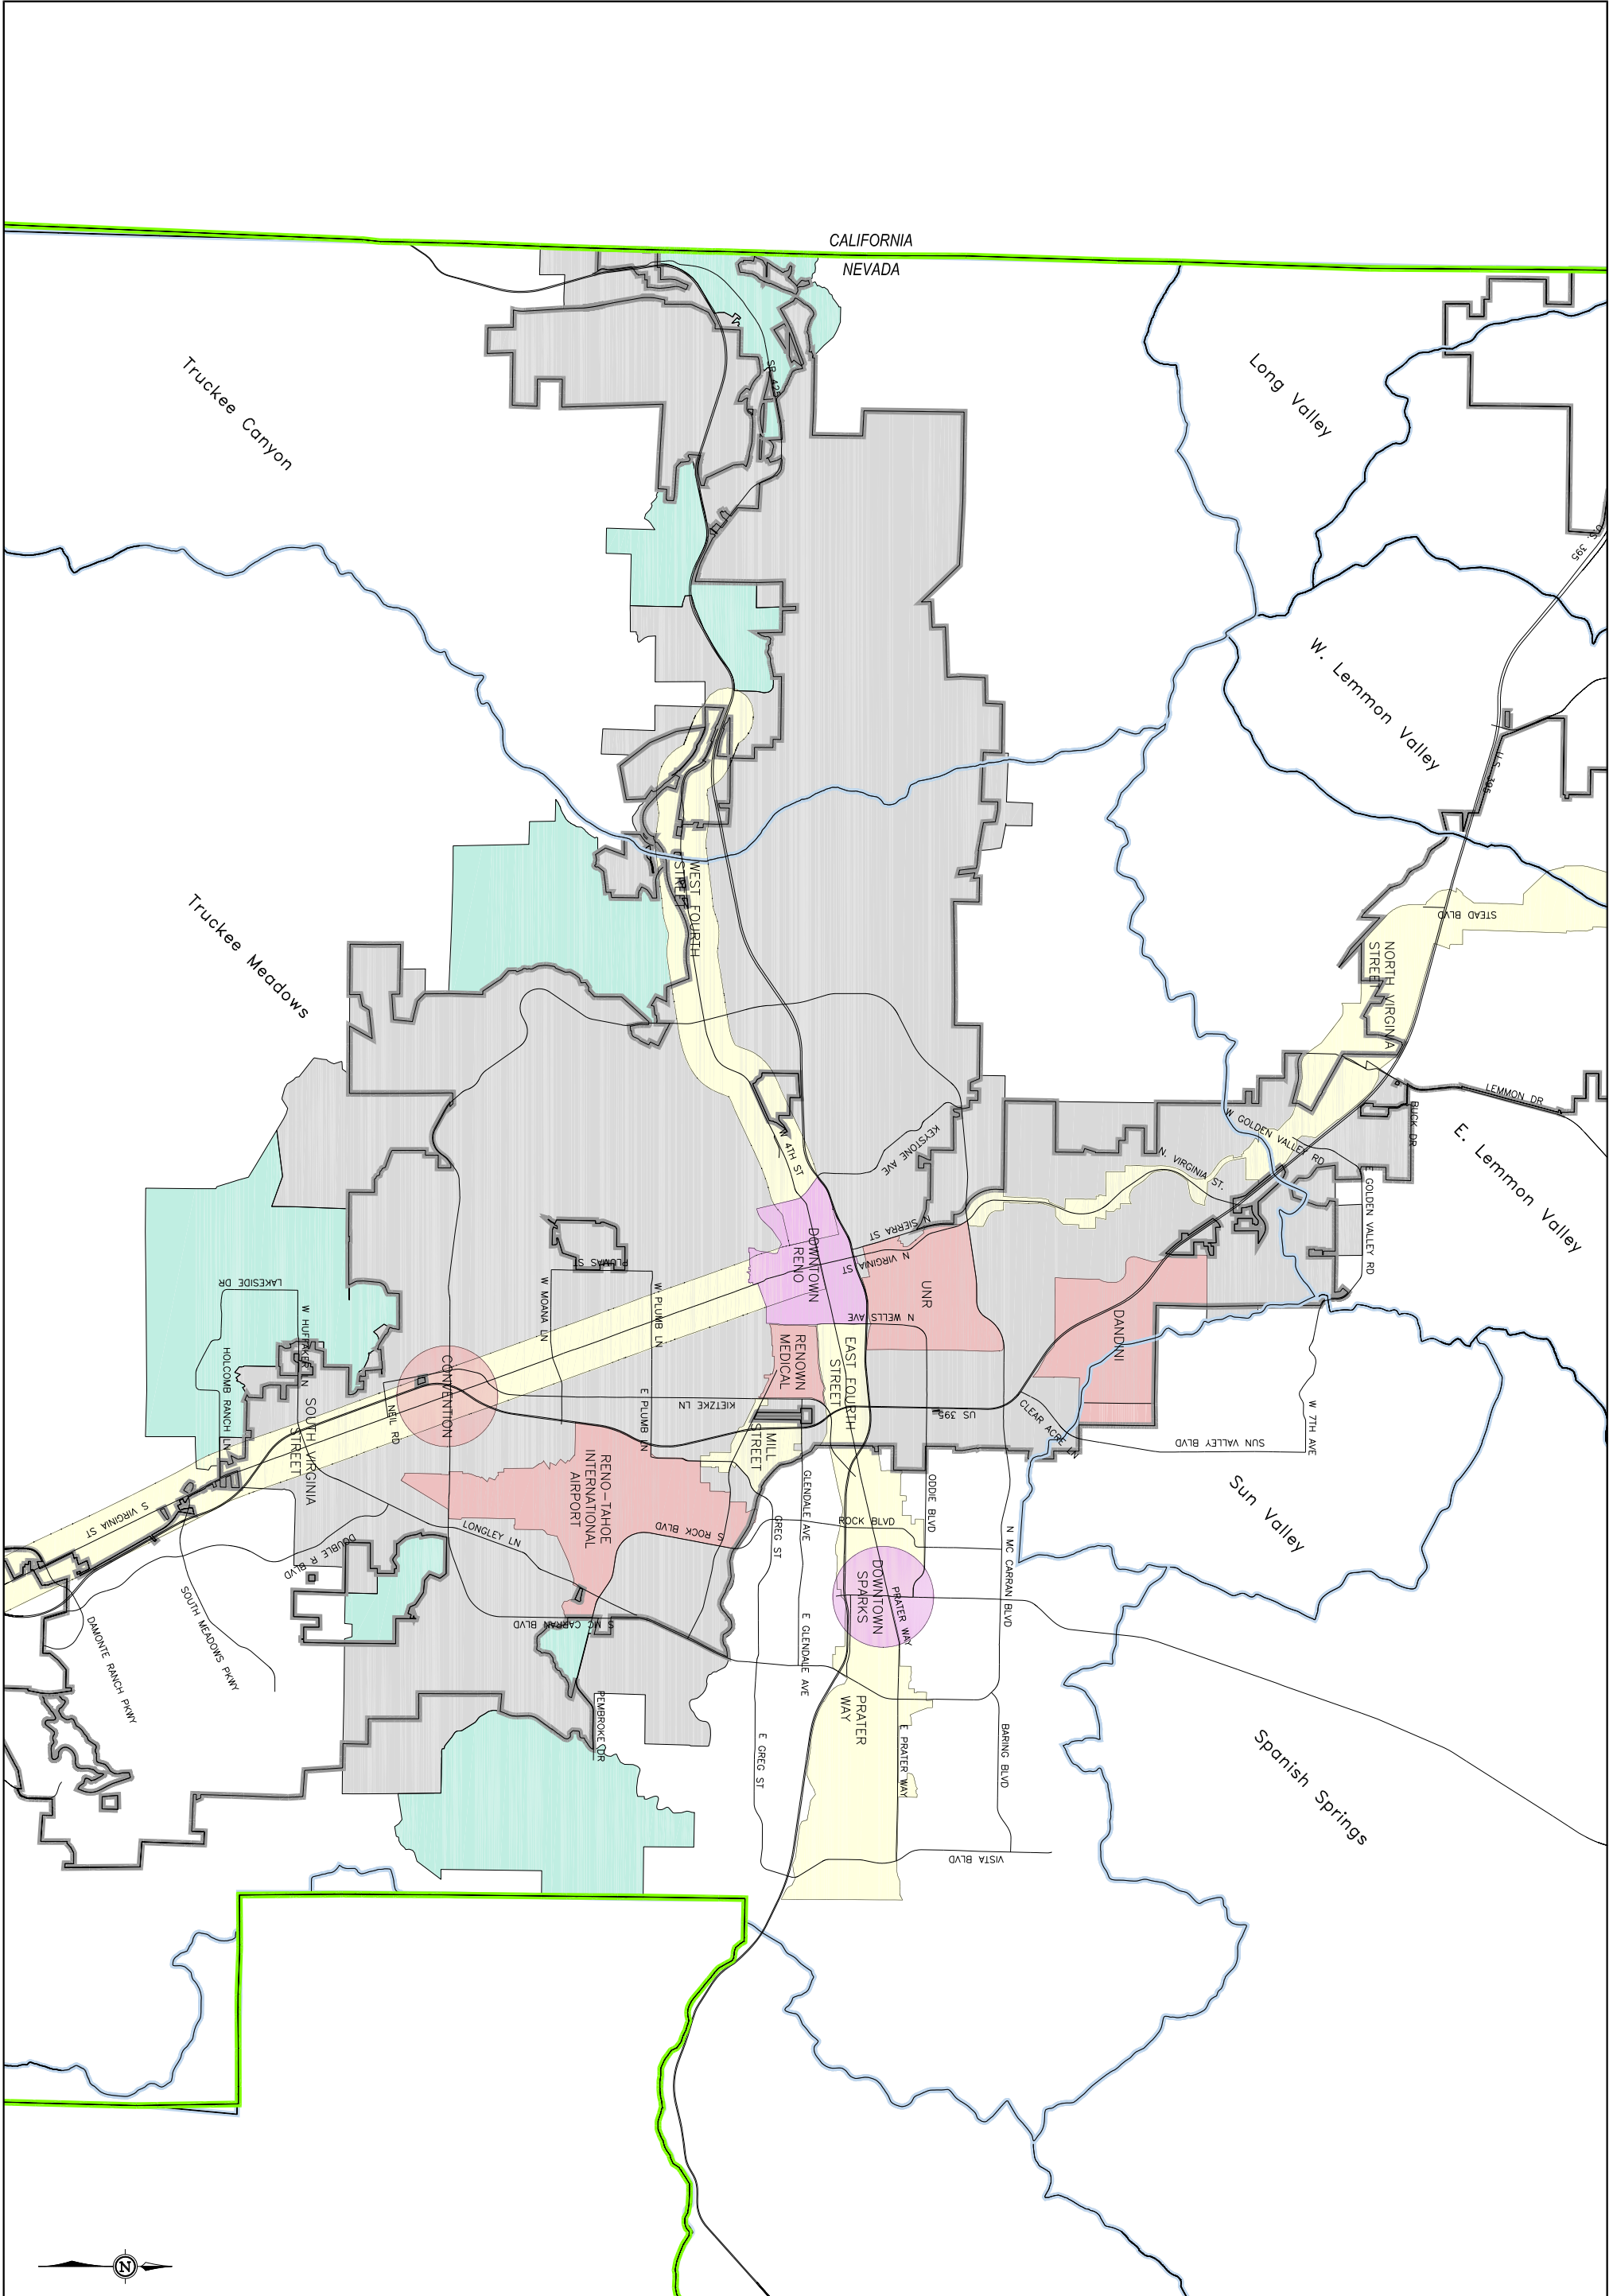 CALIFORNIA
NEVADA
Truckee Canyon
Long Valley
U.S. 395
W. Lemmon Valley
U.S. 395
WEST FOURTH
STREET
STEAD BLVD
NORTH VIRGINIA
STREET
Truckee Meadows
LEMMON DR
BUCK DR
E. Lemmon Valley
W GOLDEN VALLEY RD
E GOLDEN VALLEY RD
KEYSTONE AVE
N. VIRGINIA ST.
W 4TH ST
N SIERRA ST
N VIRGINIA ST
DOWNTOWN
RENO
UNR
N WELLS AVE
DANDINI
PLUMAS ST
W MOANA LN
W PLUMB LN
LAKESIDE DR
W HUFFAKER LN
HOLCOMB RANCH LN
CONVENTION
RENOWN
MEDICAL
EAST FOURTH
STREET
KIETZKE LN
E PLUMB LN
NEIL RD
SOUTH VIRGINIA
STREET
US 395
CLEAR ACRE LN
W 7TH AVE
SUN VALLEY BLVD
MILL
STREET
RENO-TAHOE
INTERNATIONAL
AIRPORT
Sun Valley
S VIRGINIA ST
LONGLEY LN
S ROCK BLVD
GREG ST
GLENDALE AVE
ROCK BLVD
ODDIE BLVD
N MC CARRAN BLVD
DOUBLE R BLVD
SOUTH MEADOWS PKWY
DAMONTE RANCH PKWY
DOWNTOWN
SPARKS
PRATER WAY
S MC CARRAN BLVD
E GLENDALE AVE
PEMBROKE DR
PRATER
WAY
E GREG ST
E PRATER WAY
BARING BLVD
Spanish Springs
VISTA BLVD
N